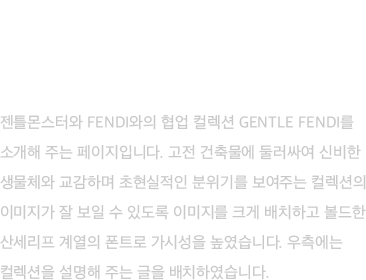 젠틀몬스터와 FENDI와의 협업 컬렉션 GENTLE FENDI를
소개해 주는 페이지입니다. 고전 건축물에 둘러싸여 신비한
생물체와 교감하며 초현실적인 분위기를 보여주는 컬렉션의
이미지가 잘 보일 수 있도록 이미지를 크게 배치하고 볼드한
산세리프 계열의 폰트로 가시성을 높였습니다. 우측에는
컬렉션을 설명해 주는 글을 배치하였습니다.